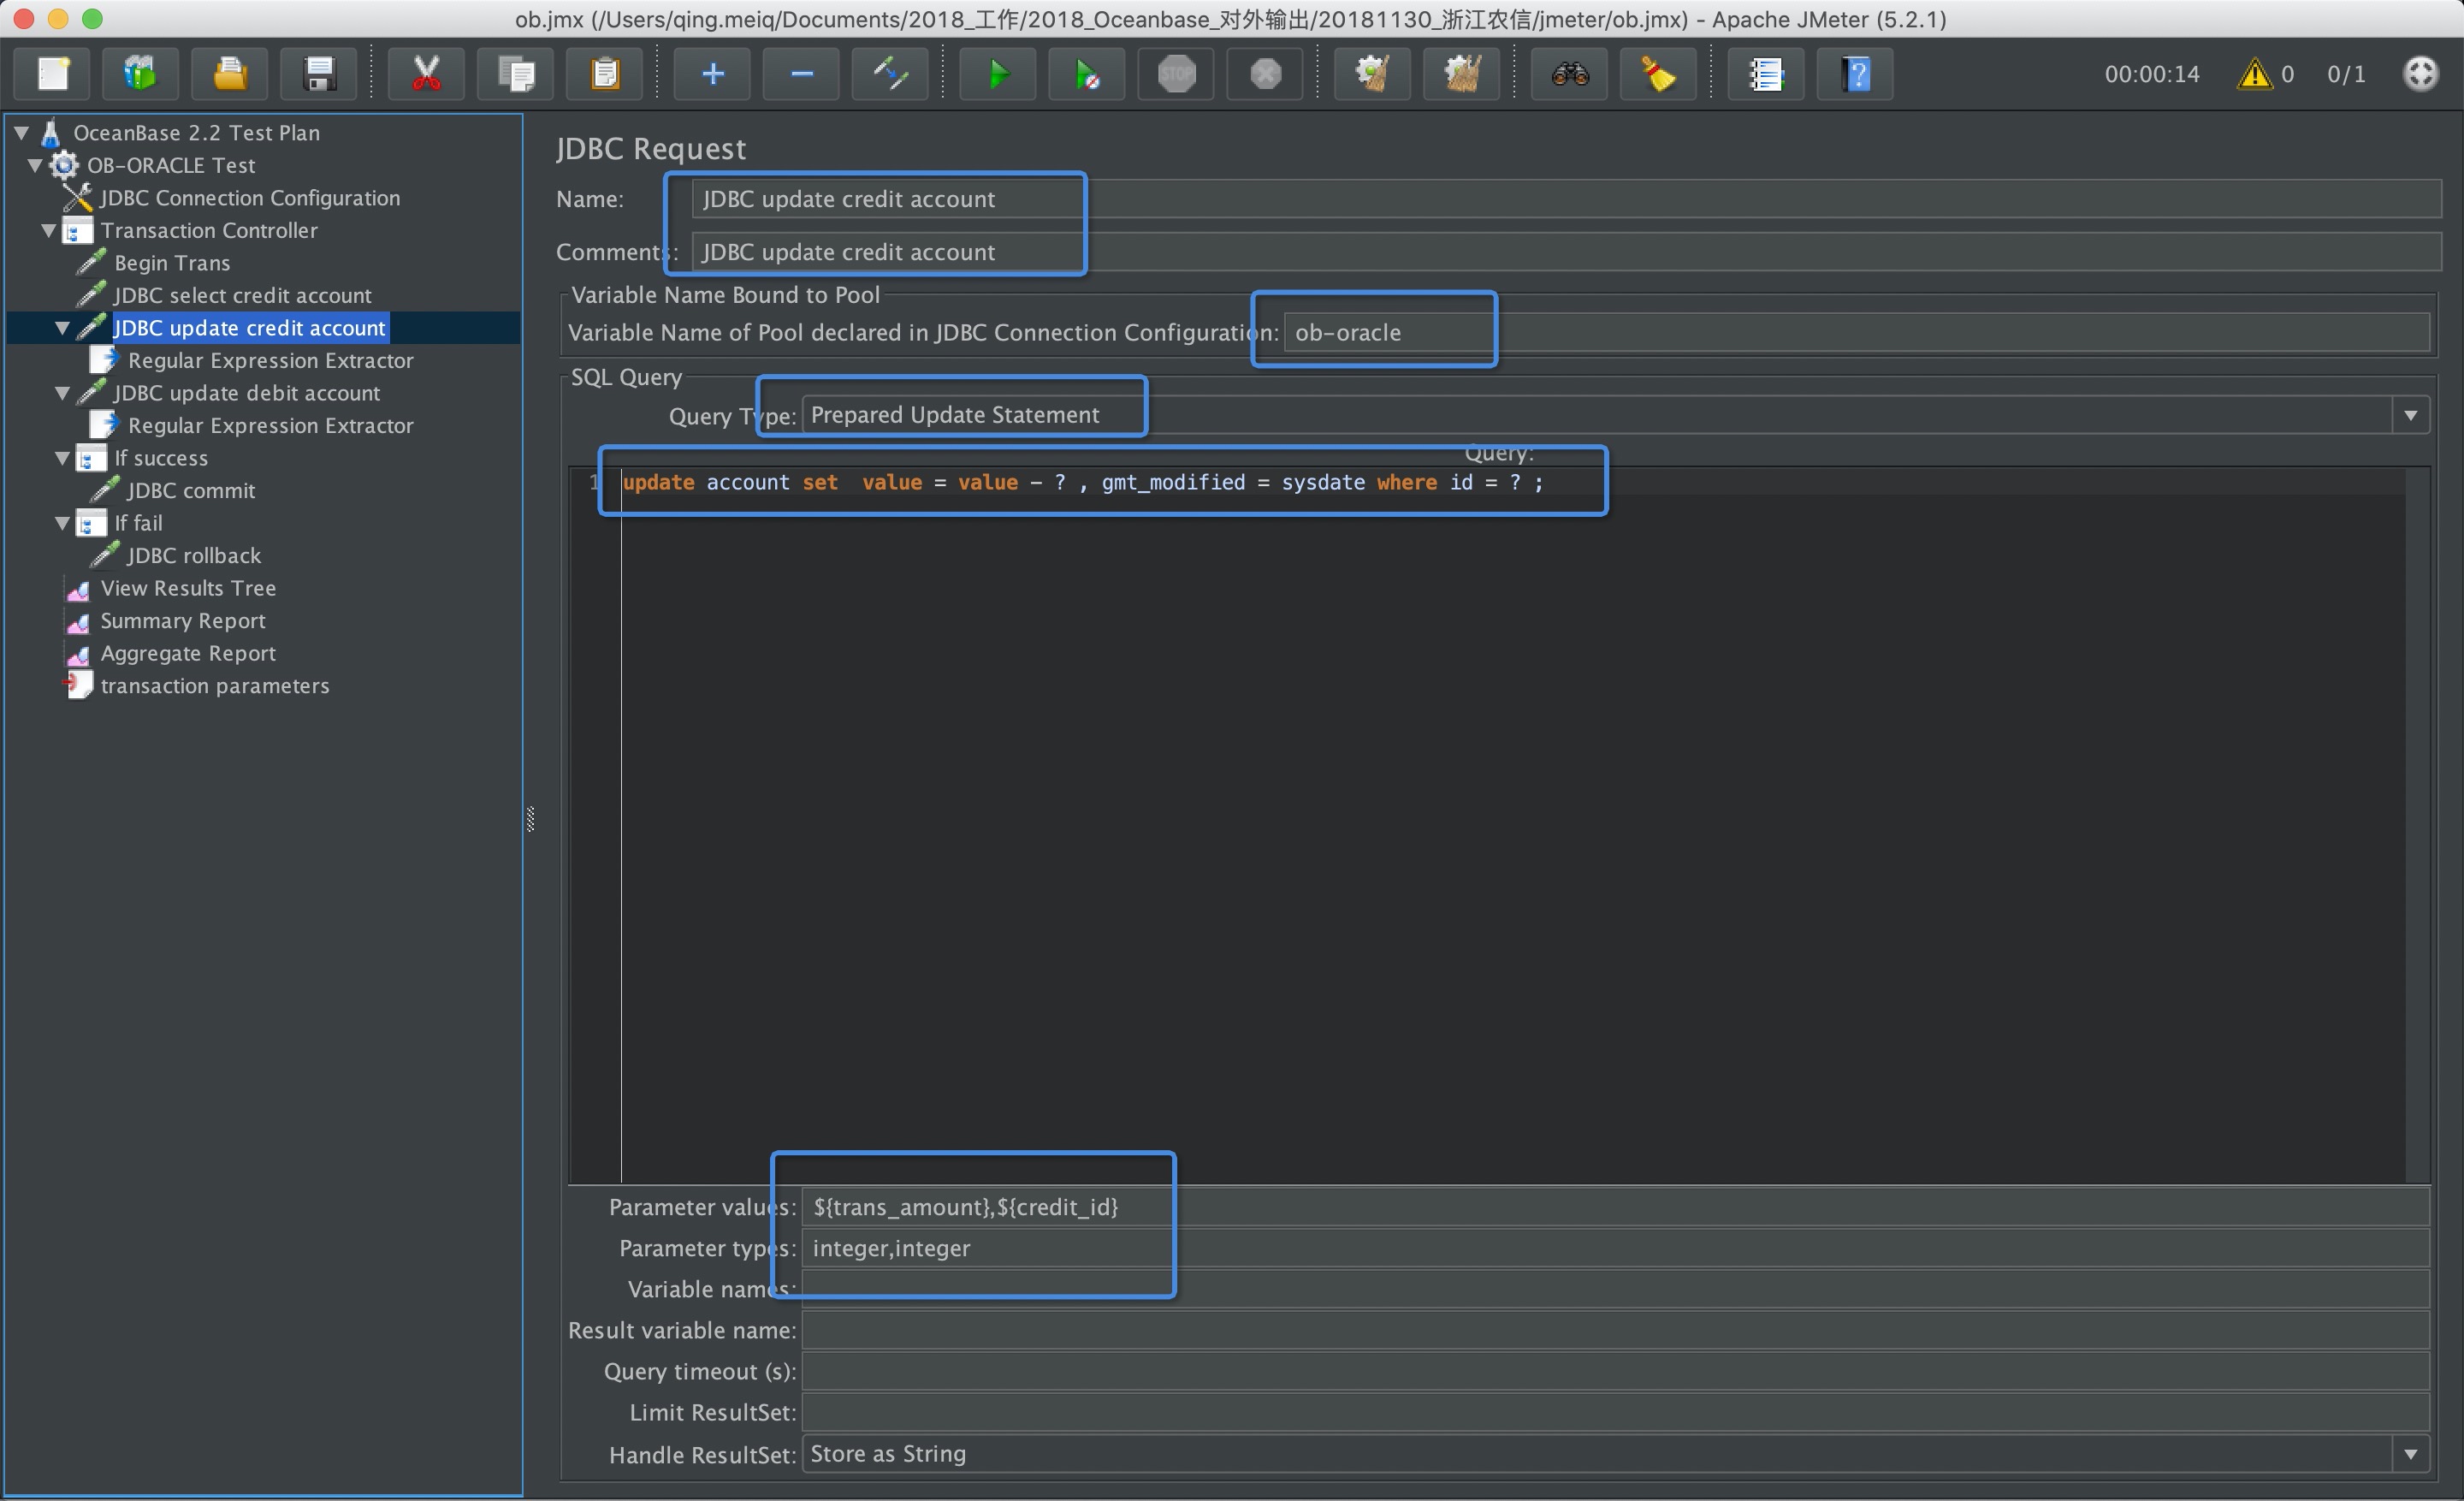 ob.jmx (/Users/qing.meiq/Documents/2018_工作/2018_Oceanbase_对外输出/20181130_浙江农信/jmeter/ob.jmx) - Apache JMeter (5.2.1)
STOP
00:00:14
0
0/1
OceanBase 2.2 Test Plan
OB-ORACLE Test
JDBC Connection Configuration
Transaction Controller
Begin Trans
JDBC select credit account
JDBC update credit account
Regular Expression Extractor
JDBC update debit account
Regular Expression Extractor
If success
JDBC commit
If fail
JDBC rollback
View Results Tree
Summary Report
Aggregate Report
transaction parameters
JDBC Request
Name: JDBC update credit account
Comments: JDBC update credit account
Variable Name Bound to Pool
Variable Name of Pool declared in JDBC Connection Configuration: ob-oracle
SQL Query
Query Type: Prepared Update Statement
Query:
1 update account set  value = value - ? , gmt_modified = sysdate where id = ? ;
Parameter values: ${trans_amount},${credit_id}
Parameter types: integer,integer
Variable names:
Result variable name:
Query timeout (s):
Limit ResultSet:
Handle ResultSet: Store as String